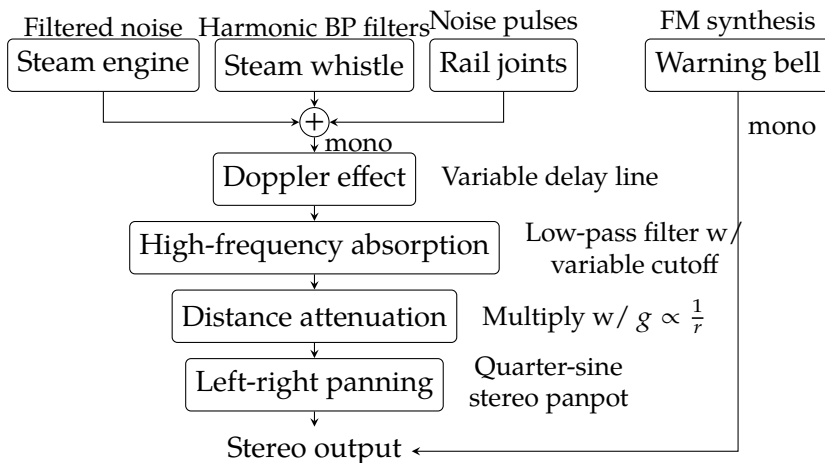 Filtered noise
Harmonic BP filters
Noise pulses
FM synthesis
Steam engine
Steam whistle
Rail joints
Warning bell
+
mono
mono
Doppler effect
Variable delay line
High-frequency absorption
Low-pass filter w/
variable cutoff
Distance attenuation
Multiply w/ g ∝ 1/r
Left-right panning
Quarter-sine
stereo panpot
Stereo output